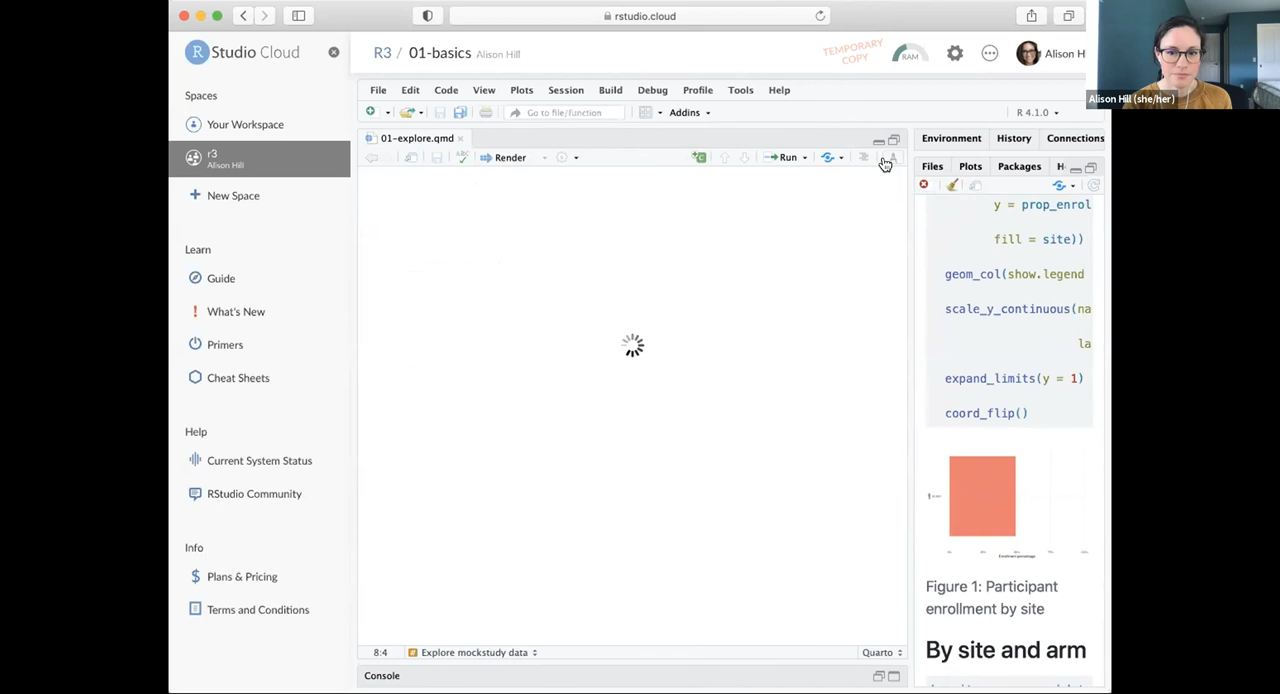 rstudio.cloud
R Studio Cloud
R3 / 01-basics Alison Hill
TEMPORARY COPY
RAM
Alison H
Alison Hill (she/her)
Spaces
Your Workspace
r3
Alison Hill
New Space
Learn
Guide
What's New
Primers
Cheat Sheets
Help
Current System Status
RStudio Community
Info
Plans & Pricing
Terms and Conditions
File Edit Code View Plots Session Build Debug Profile Tools Help
Go to file/function Addins R 4.1.0
01-explore.qmd
ABC Render Run
8:4 Explore mockstudy data Quarto
Console
Environment History Connections
Files Plots Packages H
y = prop_enrol
fill = site))
geom_col(show.legend
scale_y_continuous(na
la
expand_limits(y = 1)
coord_flip()
Enrollment percentage
Figure 1: Participant
enrollment by site
By site and arm